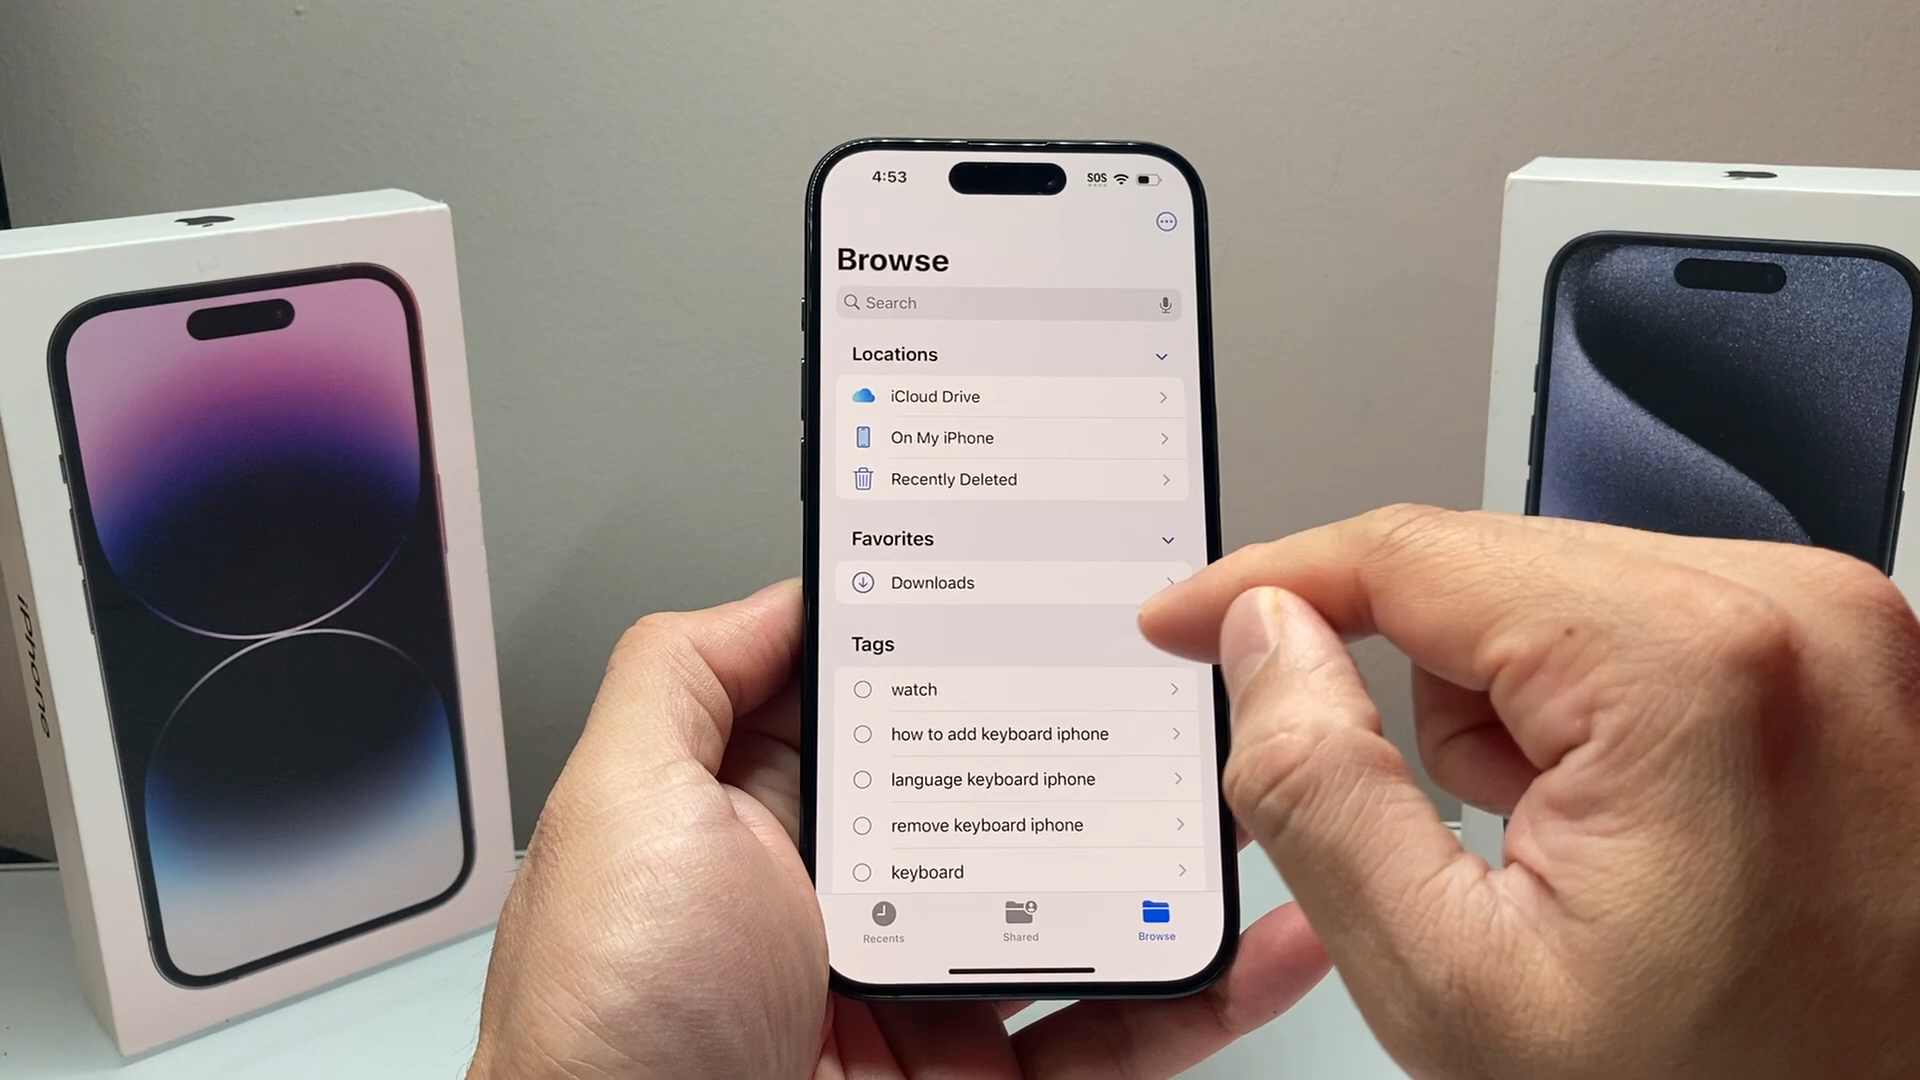 4:53
SOS
Browse
Search
Locations
iCloud Drive
On My iPhone
Recently Deleted
Favorites
Downloads
Tags
watch
how to add keyboard iphone
language keyboard iphone
remove keyboard iphone
keyboard
Recents
Shared
Browse
iPhone